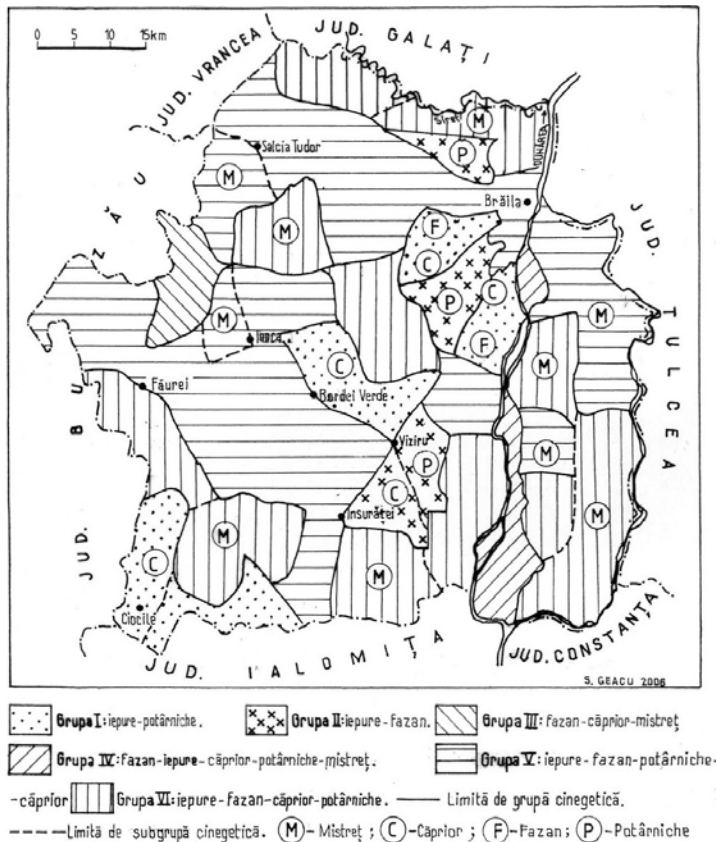 0 5 10 15km
JUD. VRANCEA
JUD. GALAȚI
Siret
M
DUNĂREA
P
Salcia Tudor
M
Brăila
JUD. TULCEA
F
M
C
C
P
M
M
Ianca
F
C
M
Făurei
Bordei Verde
Viziru
P
M
JUD. BUZĂU
C
M
Însurăței
M
C
M
Ciocile
JUD. IALOMIȚA
JUD. CONSTANȚA
S. GEACU 2006
Grupa I: iepure-potârniche. Grupa II: iepure-fazan. Grupa III: fazan-căprior-mistreț
Grupa IV: fazan-iepure-căprior-potârniche-mistreț. Grupa V: iepure-fazan-potârniche-
-căprior Grupa VI: iepure-fazan-căprior-potârniche. Limită de grupă cinegetică.
Limită de subgrupă cinegetică. M - Mistreț ; C - Căprior ; F - Fazan ; P - Potârniche